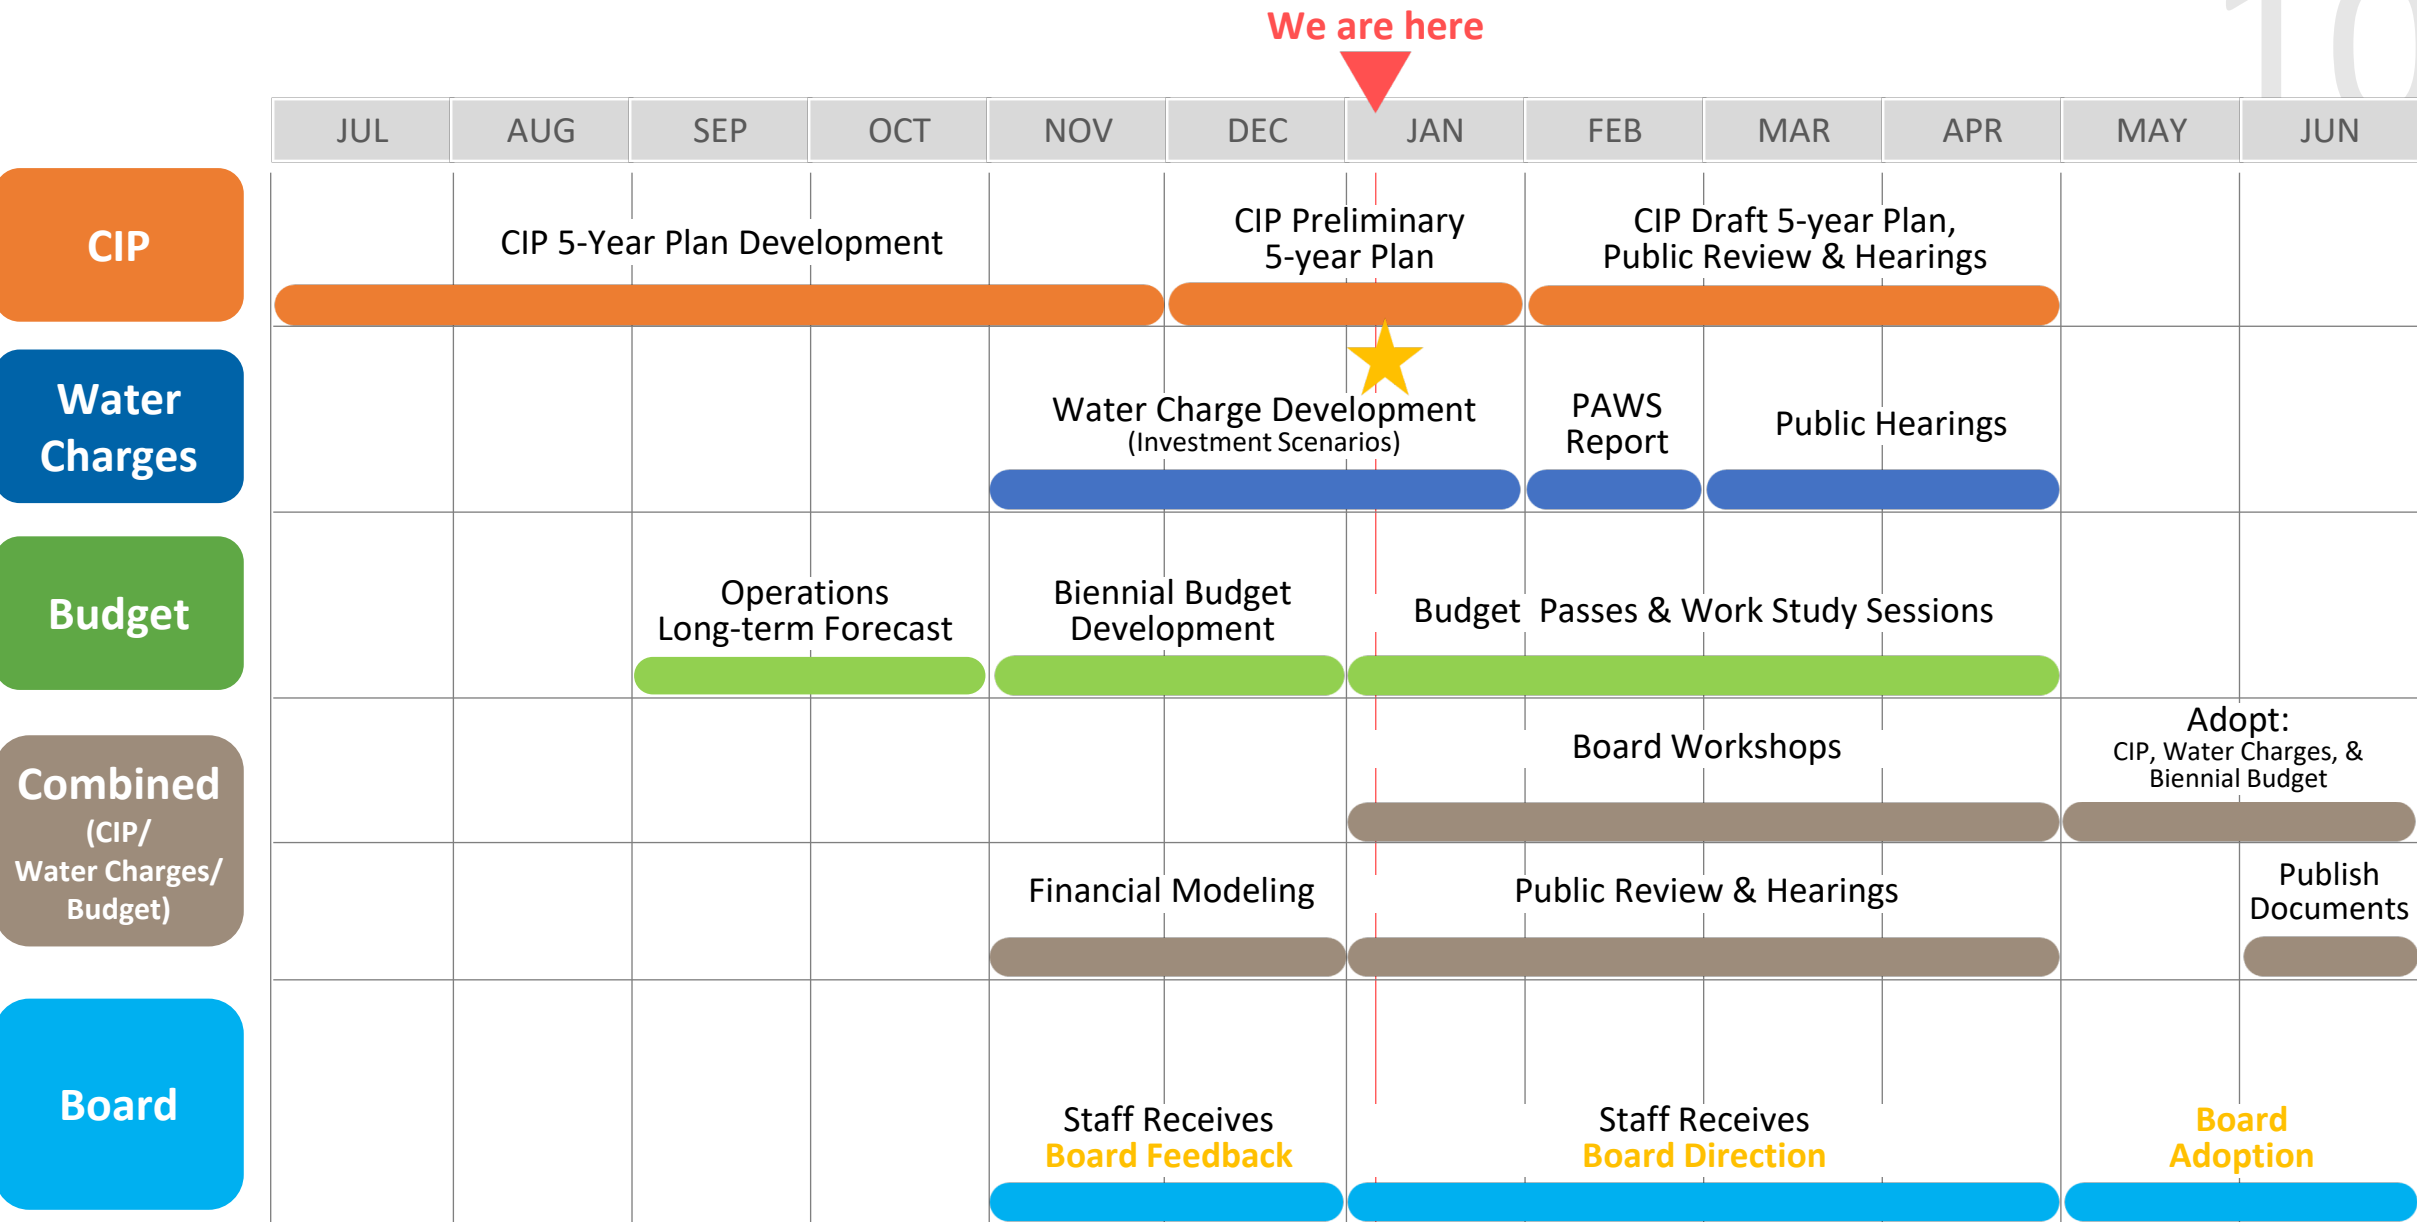 10
We are here
JUL AUG SEP OCT NOV DEC JAN FEB MAR APR MAY JUN
CIP
CIP 5-Year Plan Development
CIP Preliminary
5-year Plan
CIP Draft 5-year Plan,
Public Review & Hearings
Water
Charges
Water Charge Development
(Investment Scenarios)
PAWS
Report
Public Hearings
Budget
Operations
Long-term Forecast
Biennial Budget
Development
Budget Passes & Work Study Sessions
Combined
(CIP/
Water Charges/
Budget)
Board Workshops
Adopt:
CIP, Water Charges, &
Biennial Budget
Financial Modeling
Public Review & Hearings
Publish
Documents
Board
Staff Receives
Board Feedback
Staff Receives
Board Direction
Board
Adoption